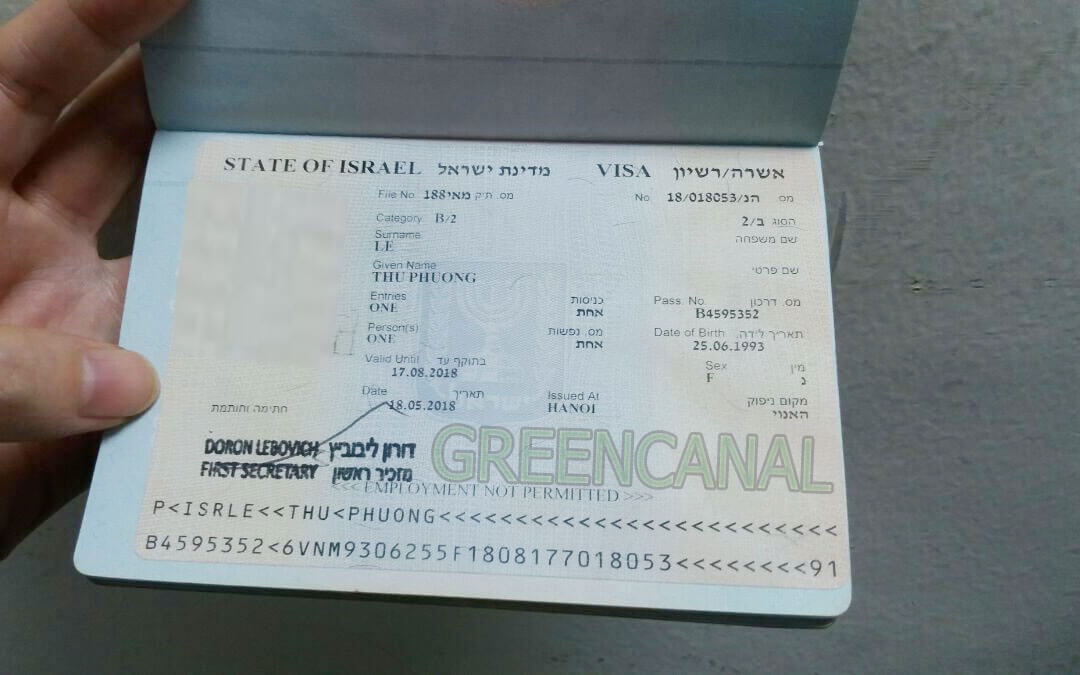 STATE OF ISRAEL מדינת ישראל VISA אשרה/רשיון
File No. מאי188 מס. תיק No. 18/018053/הנ מס.
Category B/2 הסוג ב/2
Surname שם משפחה
LE
Given Name שם פרטי
THU PHUONG
Entries כניסות Pass. No. מס. דרכון
ONE אחת B4595352
Person(s) מס. נפשות Date of Birth תאריך לידה,
ONE אחת 25.06.1993
Valid Until בתוקף עד Sex מין
17.08.2018 F נ
Date תאריך Issued At מקום ניפוק
18.05.2018 HANOI האנוי
חתימה וחותמת
DORON LEBOVICH דורון ליבוביץ
FIRST SECRETARY מזכיר ראשון
GREENCANAL
<<< EMPLOYMENT NOT PERMITTED >>>
P<ISRLE<<THU<PHUONG<<<<<<<<<<<<<<<<<<<<<<<<<
B4595352<6VNM9306255F1808177018053<<<<<<<<91